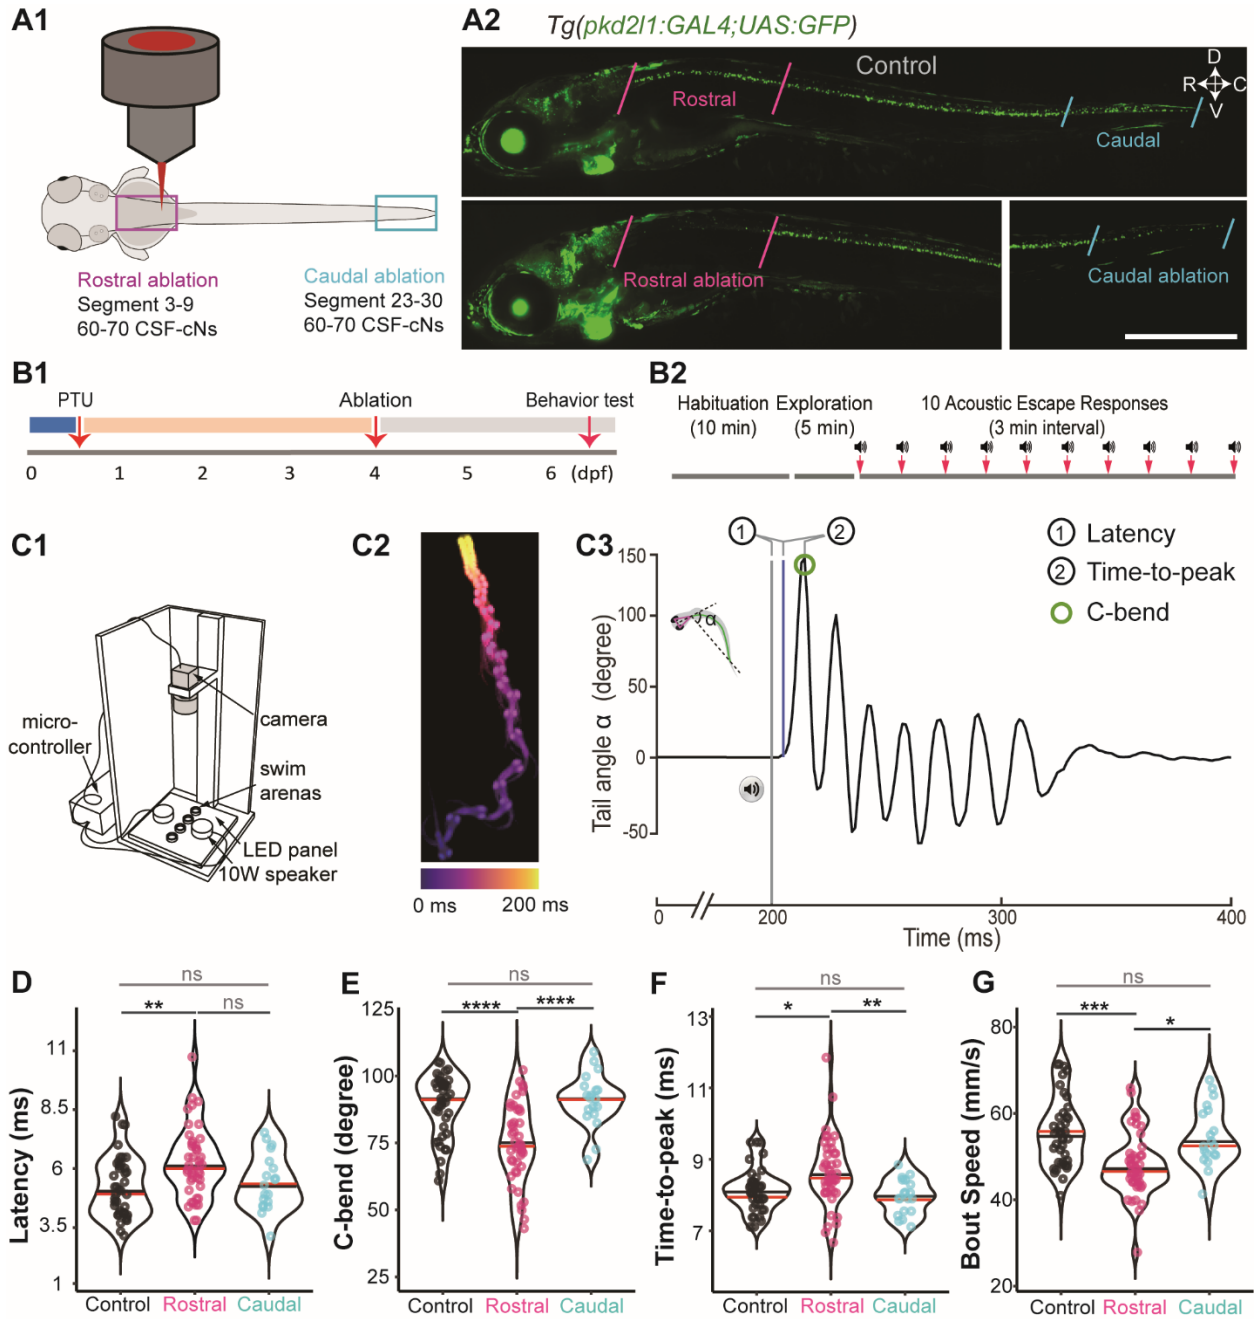 A1
Rostral ablation
Segment 3-9
60-70 CSF-cNs
Caudal ablation
Segment 23-30
60-70 CSF-cNs
A2
Tg(pkd2l1:GAL4;UAS:GFP)
Control
D
R C
V
Rostral
Caudal
Rostral ablation
Caudal ablation
B1
PTU
Ablation
Behavior test
0 1 2 3 4 5 6 (dpf)
B2
Habituation
(10 min)
Exploration
(5 min)
10 Acoustic Escape Responses
(3 min interval)
C1
micro-
controller
camera
swim
arenas
LED panel
10W speaker
C2
0 ms 200 ms
C3
1 2
1 Latency
2 Time-to-peak
C-bend
α
Tail angle α (degree)
150
100
50
0
-50
0 200 300 400
Time (ms)
D
ns
** ns
Latency (ms)
11
8.5
6
3.5
1
Control Rostral Caudal
E
ns
**** ****
C-bend (degree)
125
100
75
50
25
Control Rostral Caudal
F
ns
* **
Time-to-peak (ms)
13
11
9
7
Control Rostral Caudal
G
ns
*** *
Bout Speed (mm/s)
80
60
40
20
Control Rostral Caudal